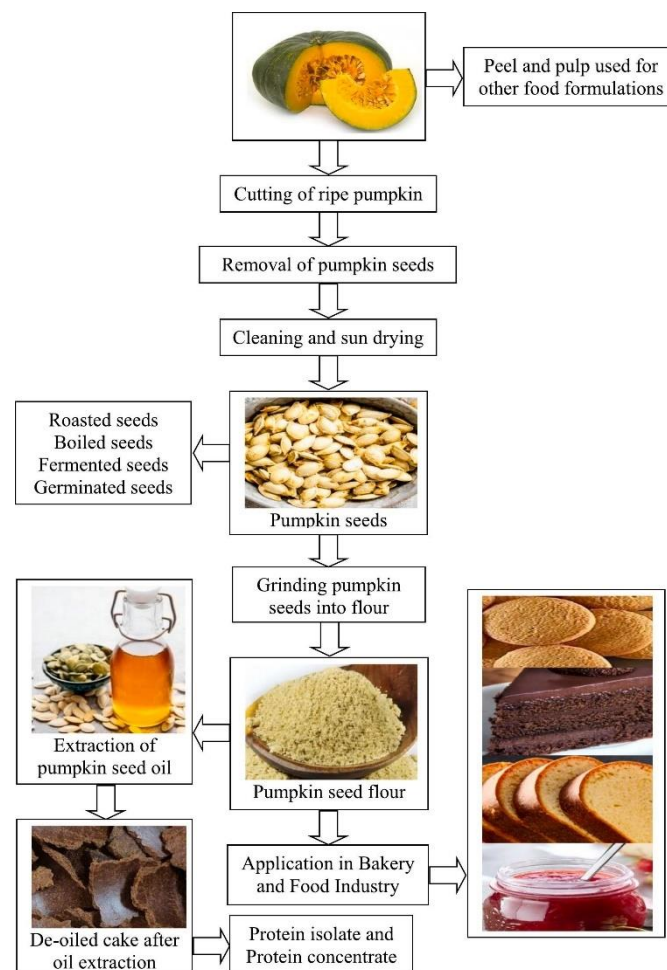 Peel and pulp used for
other food formulations
Cutting of ripe pumpkin
Removal of pumpkin seeds
Cleaning and sun drying
Roasted seeds
Boiled seeds
Fermented seeds
Germinated seeds
Pumpkin seeds
Grinding pumpkin
seeds into flour
Extraction of
pumpkin seed oil
Pumpkin seed flour
Application in Bakery
and Food Industry
De-oiled cake after
oil extraction
Protein isolate and
Protein concentrate